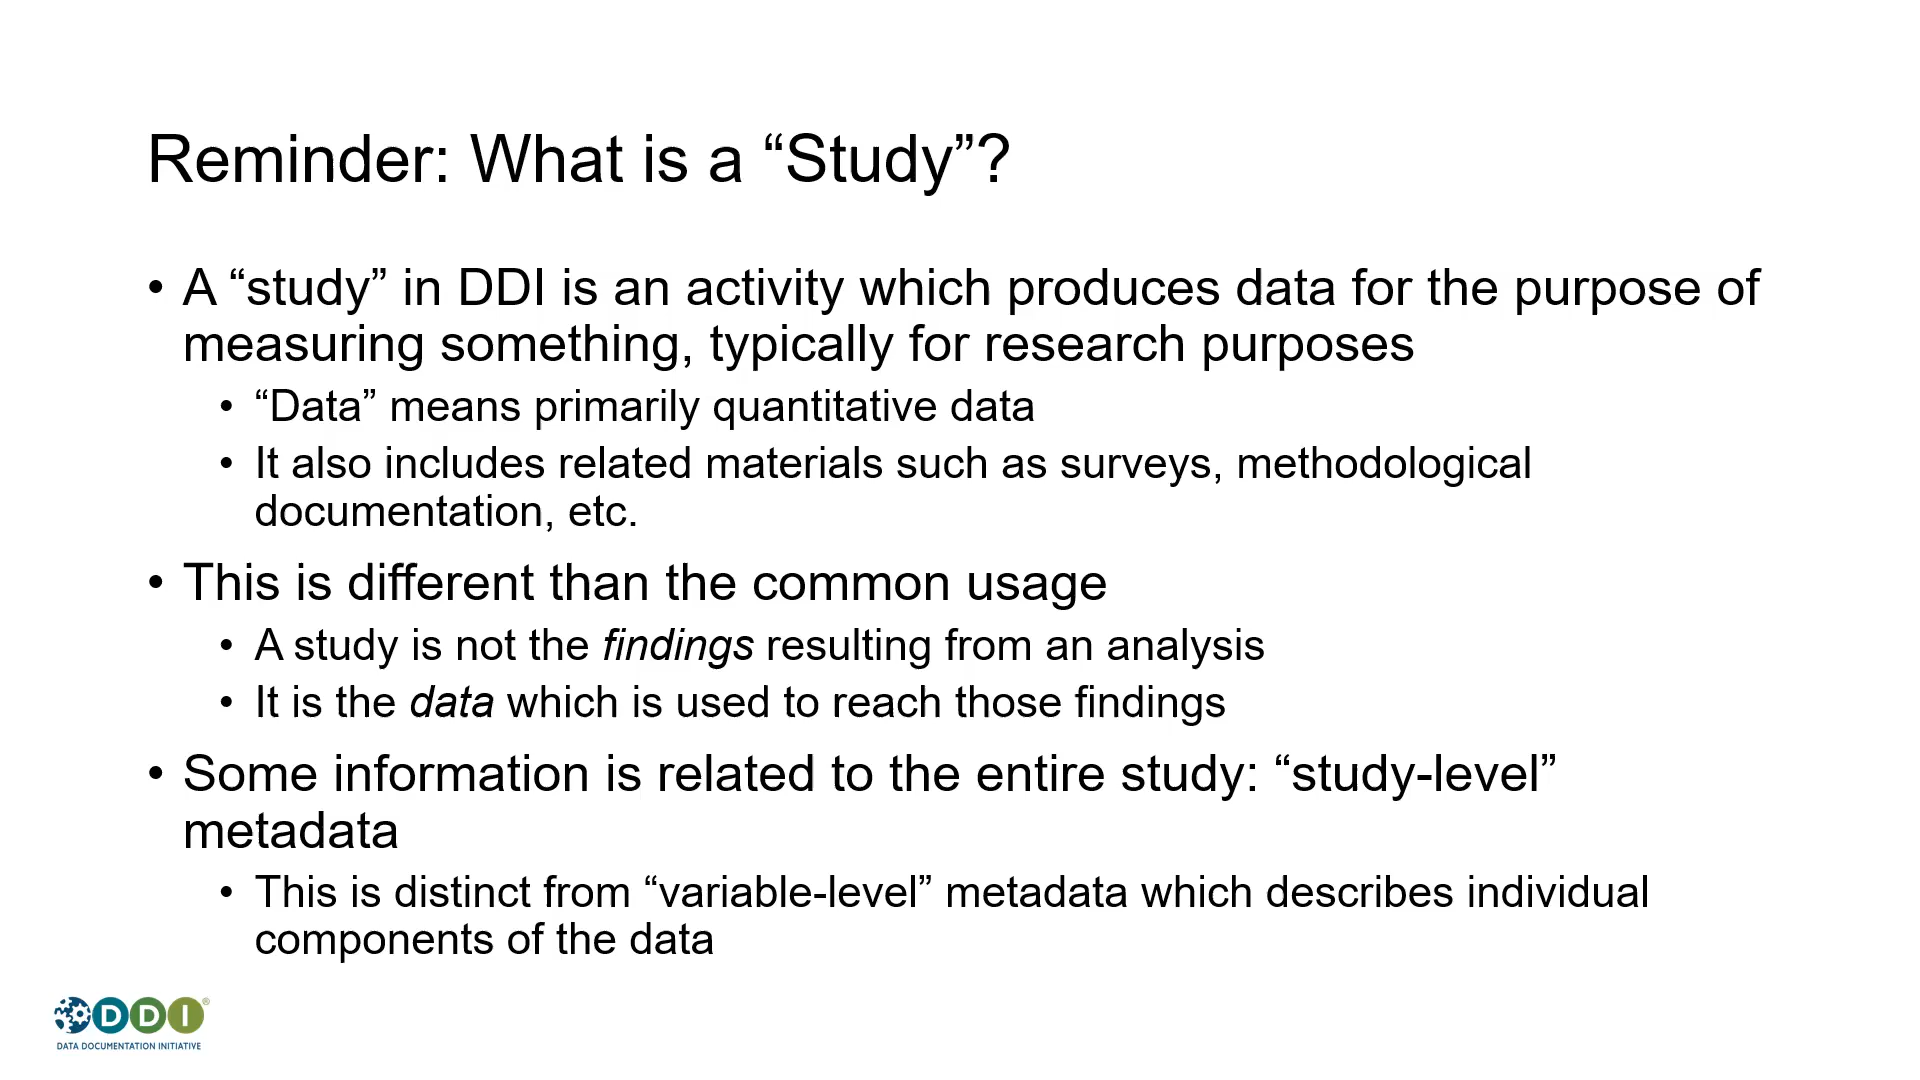 Reminder: What is a “Study”?
• A “study” in DDI is an activity which produces data for the purpose of
measuring something, typically for research purposes
• “Data” means primarily quantitative data
• It also includes related materials such as surveys, methodological
documentation, etc.
• This is different than the common usage
• A study is not the findings resulting from an analysis
• It is the data which is used to reach those findings
• Some information is related to the entire study: “study-level”
metadata
• This is distinct from “variable-level” metadata which describes individual
components of the data
DDI®
DATA DOCUMENTATION INITIATIVE